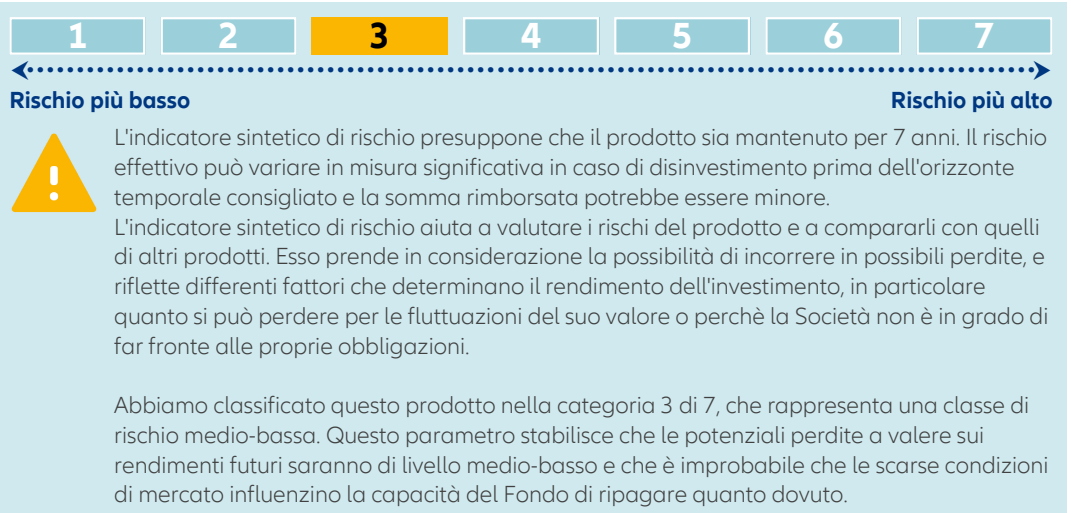 1 2 3 4 5 6 7
Rischio più basso Rischio più alto
L'indicatore sintetico di rischio presuppone che il prodotto sia mantenuto per 7 anni. Il rischio
effettivo può variare in misura significativa in caso di disinvestimento prima dell'orizzonte
temporale consigliato e la somma rimborsata potrebbe essere minore.
L'indicatore sintetico di rischio aiuta a valutare i rischi del prodotto e a compararli con quelli
di altri prodotti. Esso prende in considerazione la possibilità di incorrere in possibili perdite, e
riflette differenti fattori che determinano il rendimento dell'investimento, in particolare
quanto si può perdere per le fluttuazioni del suo valore o perchè la Società non è in grado di
far fronte alle proprie obbligazioni.
Abbiamo classificato questo prodotto nella categoria 3 di 7, che rappresenta una classe di
rischio medio-bassa. Questo parametro stabilisce che le potenziali perdite a valere sui
rendimenti futuri saranno di livello medio-basso e che è improbabile che le scarse condizioni
di mercato influenzino la capacità del Fondo di ripagare quanto dovuto.